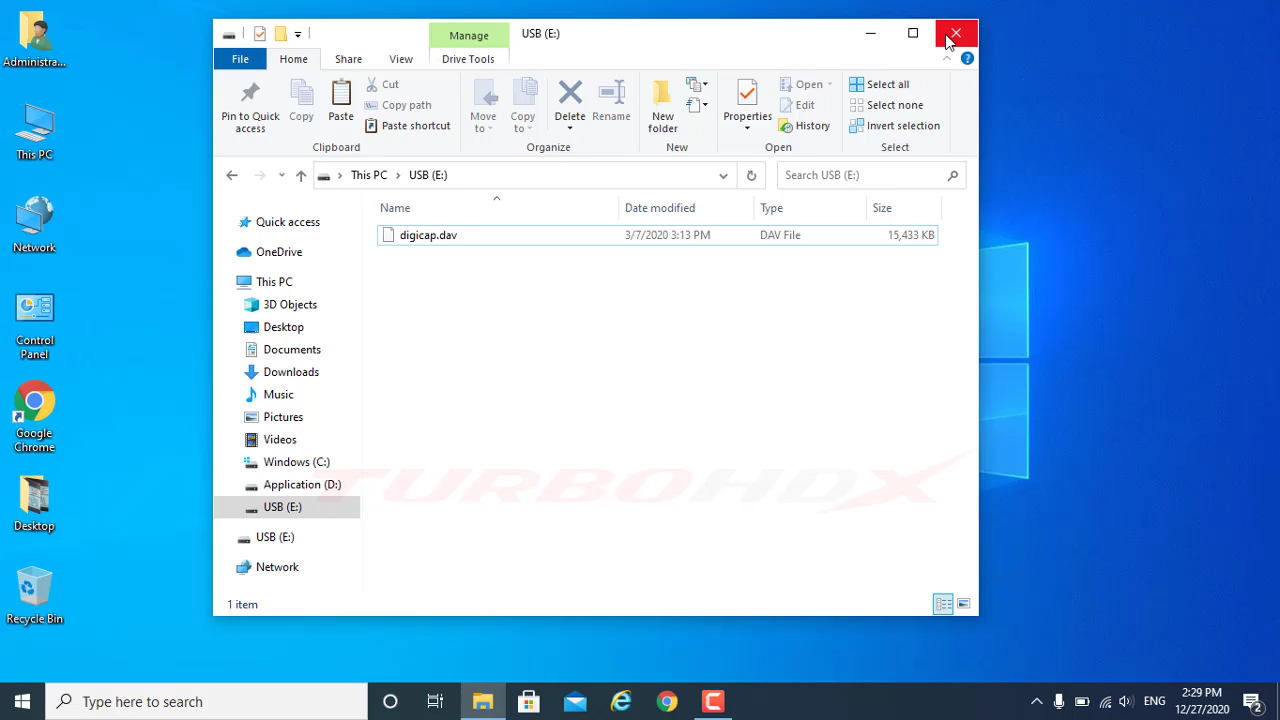 Manage
USB (E:)
File
Home
Share
View
Drive Tools
Pin to Quick
access
Copy
Paste
Cut
Copy path
Paste shortcut
Clipboard
Move
to
Copy
to
Delete
Rename
Organize
New
folder
New
Properties
Open
Edit
History
Open
Select all
Select none
Invert selection
Select
This PC
USB (E:)
Search USB (E:)
Name
Date modified
Type
Size
digicap.dav
3/7/2020 3:13 PM
DAV File
15,433 KB
Quick access
OneDrive
This PC
3D Objects
Desktop
Documents
Downloads
Music
Pictures
Videos
Windows (C:)
Application (D:)
USB (E:)
USB (E:)
Network
1 item
TURBOHDX
Administra...
This PC
Network
Control
Panel
Google
Chrome
Desktop
Recycle Bin
Type here to search
ENG
2:29 PM
12/27/2020
2